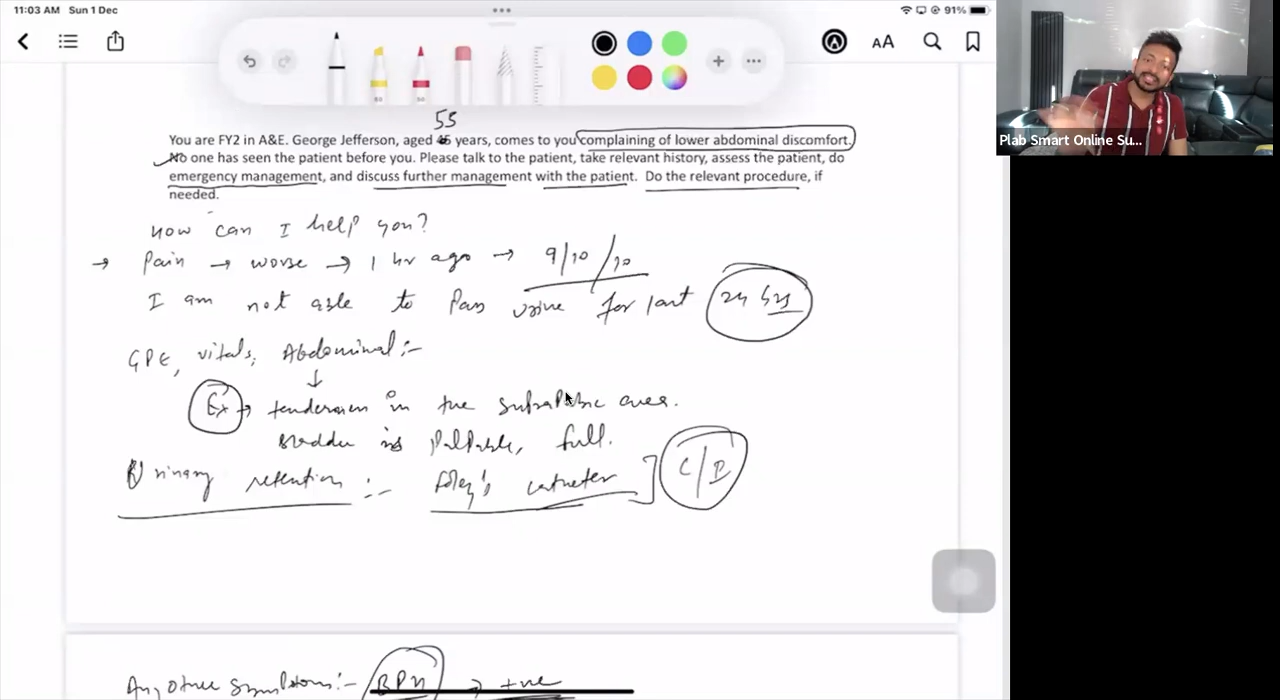 11:03 AM Sun 1 Dec
91%
AA
Plab Smart Online Su...
55
You are FY2 in A&E. George Jefferson, aged 45 years, comes to you complaining of lower abdominal discomfort.
No one has seen the patient before you. Please talk to the patient, take relevant history, assess the patient, do
emergency management, and discuss further management with the patient. Do the relevant procedure, if
needed.
How can I help you?
→ Pain → worse → 1 hr ago → 9/10 /10
I am not able to Pass urine for last 24 hrs
GPE, vitals, Abdominal :-
↓
Ex → tenderness in the suprapubic area.
bladder is Palpable, full.
Urinary retention :- Foley's catheter ] C/I
Any other symptoms :- BPH → +ve